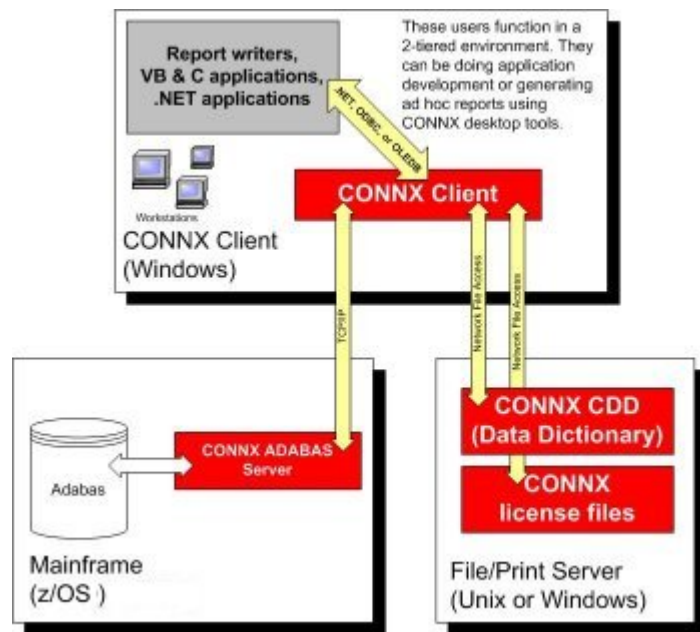 Report writers,
VB & C applications,
.NET applications
These users function in a
2-tiered environment. They
can be doing application
development or generating
ad hoc reports using
CONNX desktop tools.
.NET, ODBC, or OLEDB
Workstations
CONNX Client
CONNX Client
(Windows)
TCP/IP
Network File Access
Network File Access
Adabas
CONNX ADABAS
Server
Mainframe
(z/OS )
CONNX CDD
(Data Dictionary)
CONNX
license files
File/Print Server
(Unix or Windows)